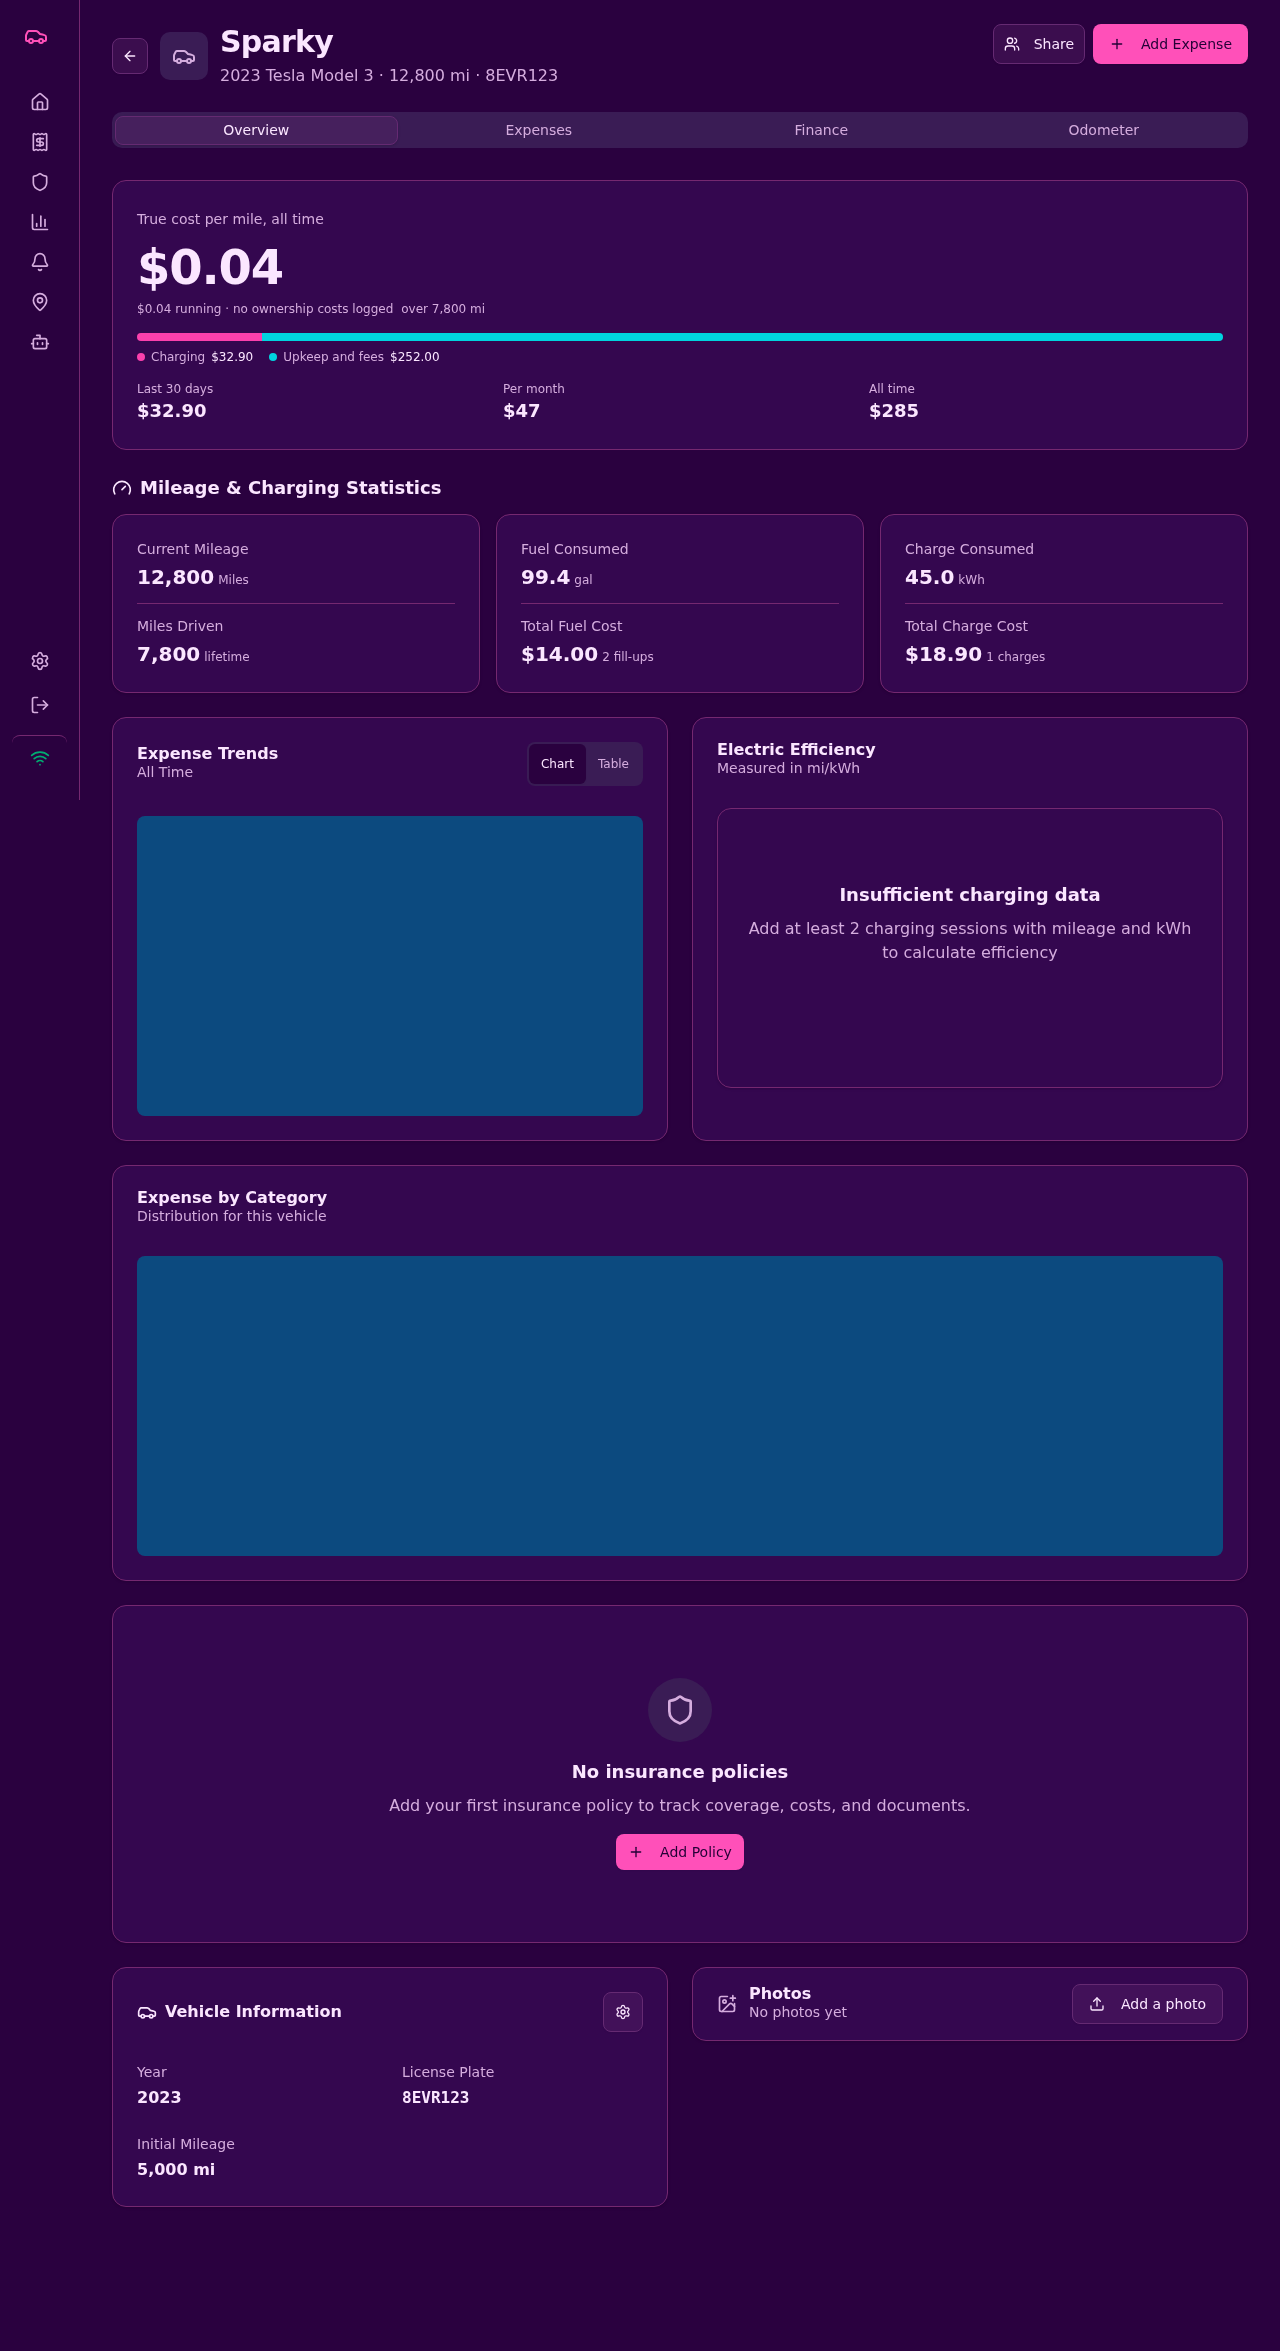 Sparky
2023 Tesla Model 3 · 12,800 mi · 8EVR123
Share
Add Expense
Overview
Expenses
Finance
Odometer
True cost per mile, all time
$0.04
$0.04 running · no ownership costs logged over 7,800 mi
Charging $32.90
Upkeep and fees $252.00
Last 30 days
$32.90
Per month
$47
All time
$285
Mileage & Charging Statistics
Current Mileage
12,800 Miles
Miles Driven
7,800 lifetime
Fuel Consumed
99.4 gal
Total Fuel Cost
$14.00 2 fill-ups
Charge Consumed
45.0 kWh
Total Charge Cost
$18.90 1 charges
Expense Trends
All Time
Chart
Table
Electric Efficiency
Measured in mi/kWh
Insufficient charging data
Add at least 2 charging sessions with mileage and kWh
to calculate efficiency
Expense by Category
Distribution for this vehicle
No insurance policies
Add your first insurance policy to track coverage, costs, and documents.
Add Policy
Vehicle Information
Year
2023
License Plate
8EVR123
Initial Mileage
5,000 mi
Photos
No photos yet
Add a photo